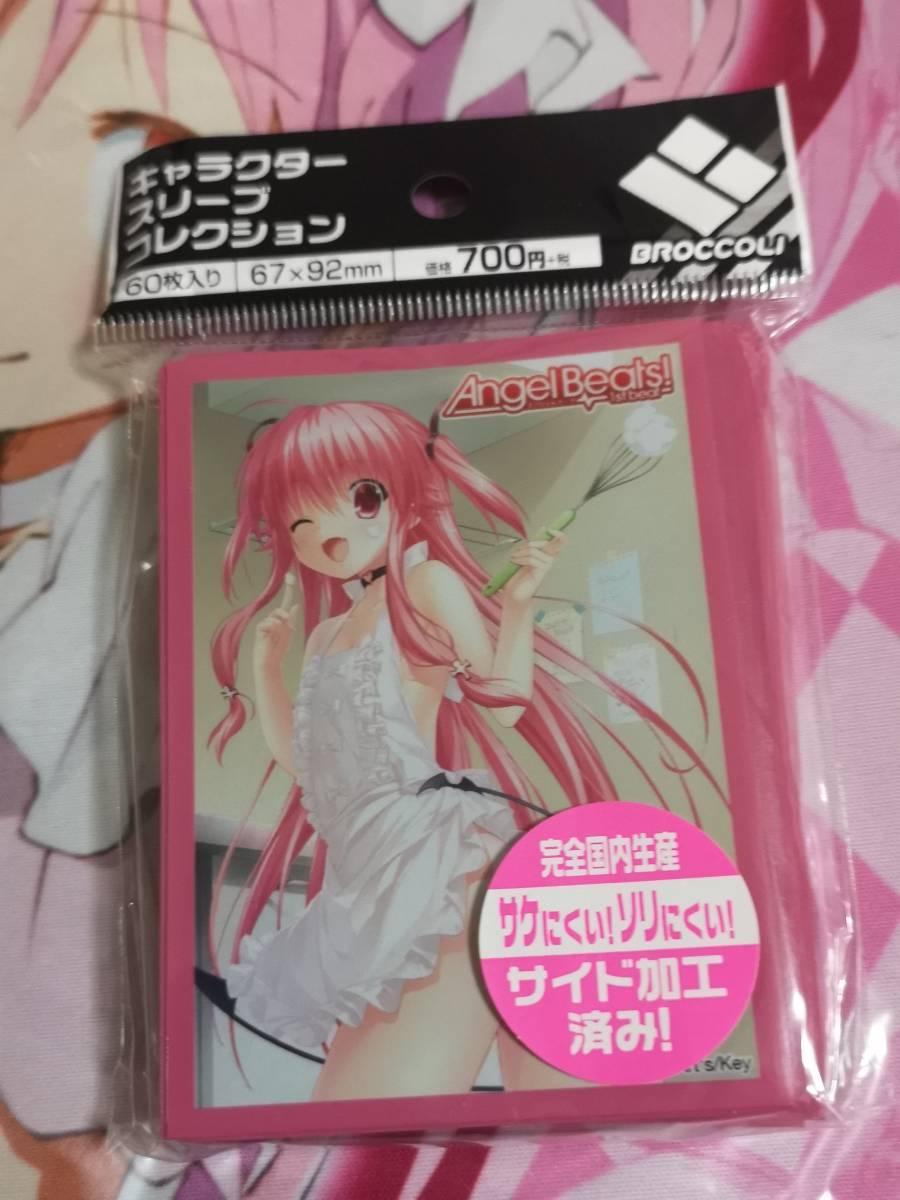 キャラクター
スリーブ
コレクション
60枚入り
67×92mm
価格 700円+税
BROCCOLI
AngelBeats!
1st beat
完全国内生産
サケにくい!ソリにくい!
サイド加工
済み!
s/Key